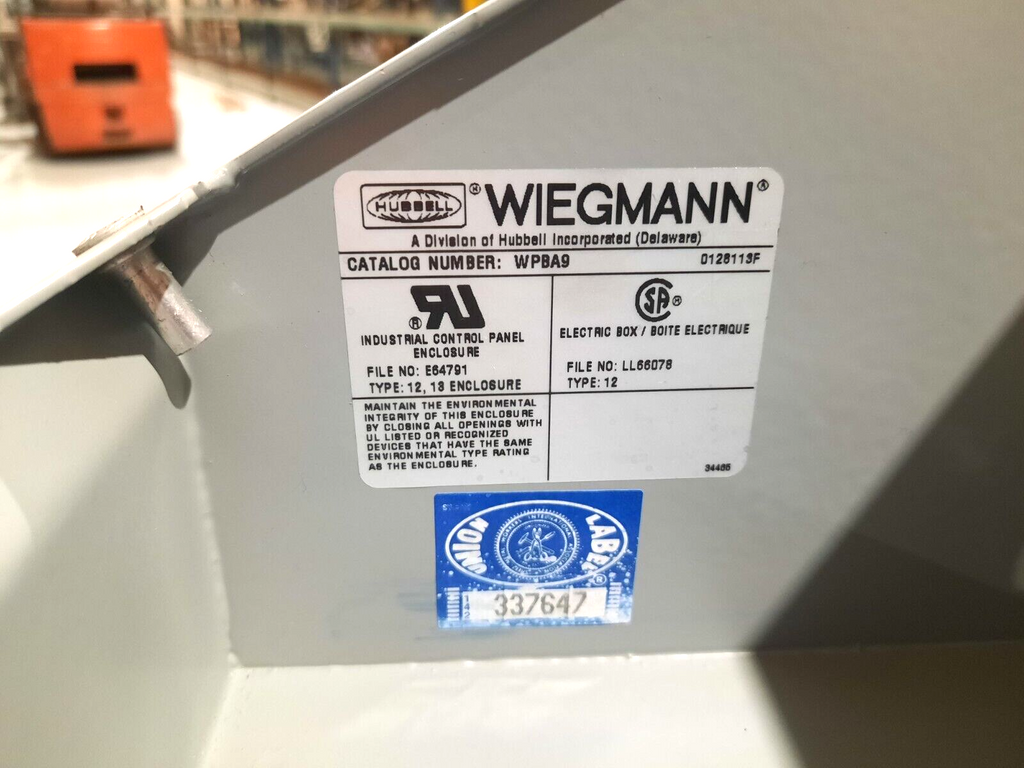 HUBBELL ® WIEGMANN ®
A Division of Hubbell Incorporated (Delaware)
CATALOG NUMBER: WPBA9 0128113F
®
INDUSTRIAL CONTROL PANEL
ENCLOSURE
FILE NO: E64791
TYPE: 12, 13 ENCLOSURE
SA ®
ELECTRIC BOX / BOITE ELECTRIQUE
FILE NO: LL66078
TYPE: 12
MAINTAIN THE ENVIRONMENTAL
INTEGRITY OF THIS ENCLOSURE
BY CLOSING ALL OPENINGS WITH
UL LISTED OR RECOGNIZED
DEVICES THAT HAVE THE SAME
ENVIRONMENTAL TYPE RATING
AS THE ENCLOSURE.
34485
UNION LABEL ®
337647